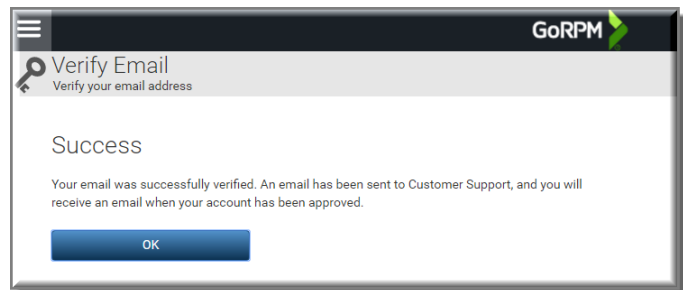 GoRPM
Verify Email
Verify your email address
Success
Your email was successfully verified. An email has been sent to Customer Support, and you will
receive an email when your account has been approved.
OK